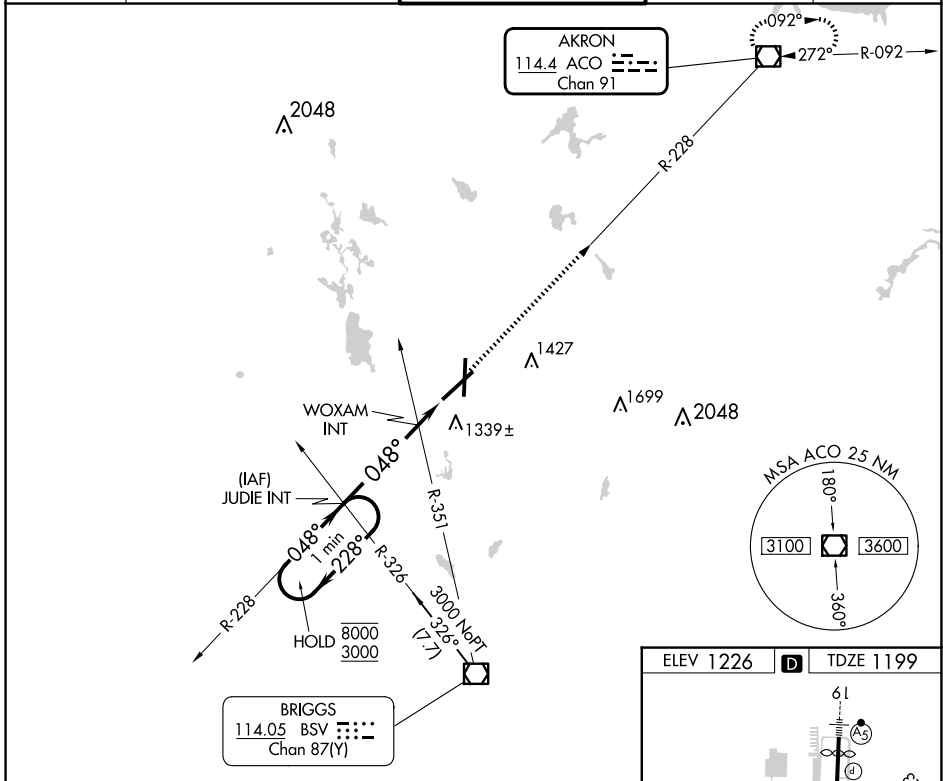 092°
AKRON
114.4 ACO
Chan 91
272°
R-092
2048
R-228
1427
1699
2048
WOXAM
INT
1339±
048°
(IAF)
JUDIE INT
MSA ACO 25 NM
180°
3100
3600
360°
R-351
048°
1 min
228°
R-326
R-228
3000 NoPT
326°
(7.7)
HOLD
8000
3000
ELEV 1226
D
TDZE 1199
BRIGGS
114.05 BSV
Chan 87(Y)
19
A5
P